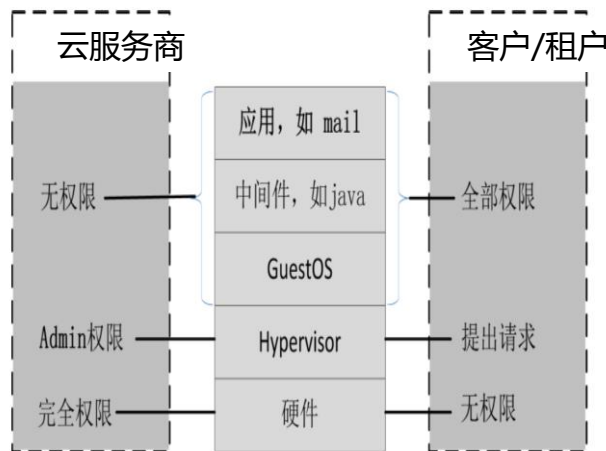 云服务商
客户/租户
应用，如 mail
无权限
中间件，如java
全部权限
GuestOS
Admin权限
Hypervisor
提出请求
完全权限
硬件
无权限